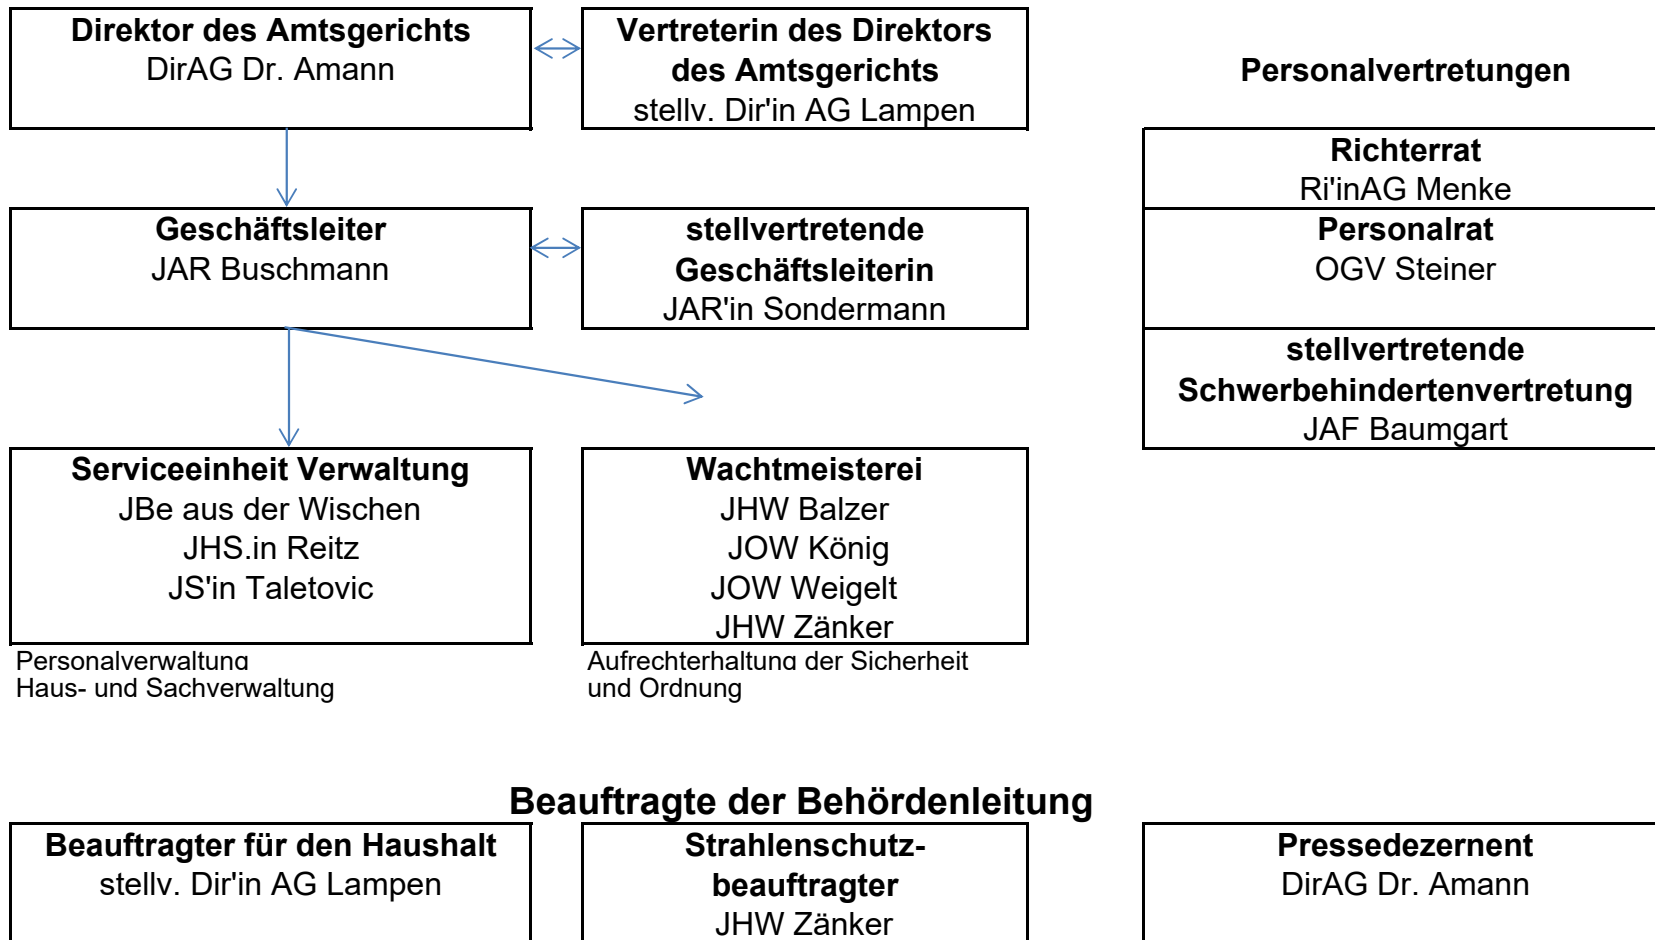 Direktor des Amtsgerichts
DirAG Dr. Amann
Vertreterin des Direktors
des Amtsgerichts
stellv. Dir'in AG Lampen
Personalvertretungen
Richterrat
Ri'inAG Menke
Geschäftsleiter
JAR Buschmann
stellvertretende
Geschäftsleiterin
JAR'in Sondermann
Personalrat
OGV Steiner
stellvertretende
Schwerbehindertenvertretung
JAF Baumgart
Serviceeinheit Verwaltung
JBe aus der Wischen
JHS.in Reitz
JS'in Taletovic
Wachtmeisterei
JHW Balzer
JOW König
JOW Weigelt
JHW Zänker
Personalverwaltung
Haus- und Sachverwaltung
Aufrechterhaltung der Sicherheit
und Ordnung
Beauftragte der Behördenleitung
Beauftragter für den Haushalt
stellv. Dir'in AG Lampen
Strahlenschutz-
beauftragter
JHW Zänker
Pressedezernent
DirAG Dr. Amann